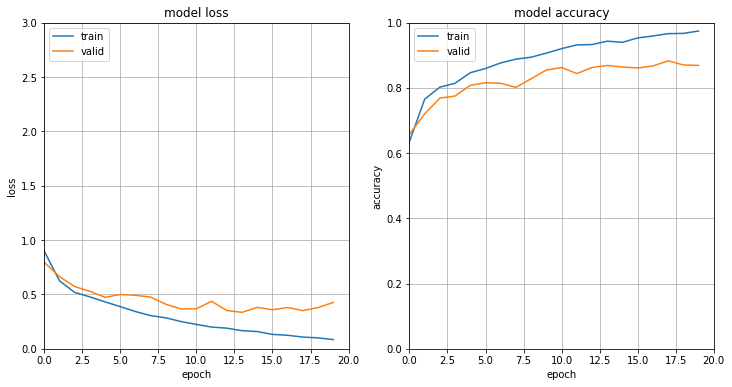 model loss
train
valid
3.0
2.5
2.0
1.5
1.0
0.5
0.0
loss
0.0 2.5 5.0 7.5 10.0 12.5 15.0 17.5 20.0
epoch
model accuracy
train
valid
1.0
0.8
0.6
0.4
0.2
0.0
accuracy
0.0 2.5 5.0 7.5 10.0 12.5 15.0 17.5 20.0
epoch